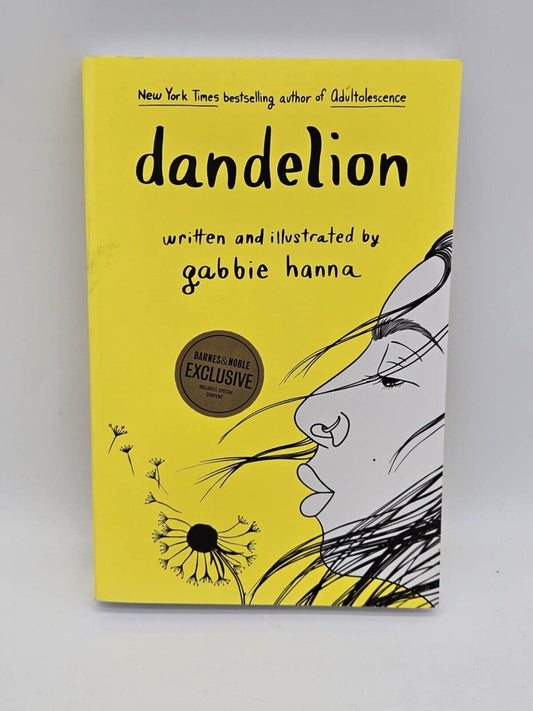 New York Times bestselling author of Adultolescence
dandelion
written and illustrated by
gabbie hanna
BARNES&NOBLE
EXCLUSIVE
INCLUDES SPECIAL
CONTENT